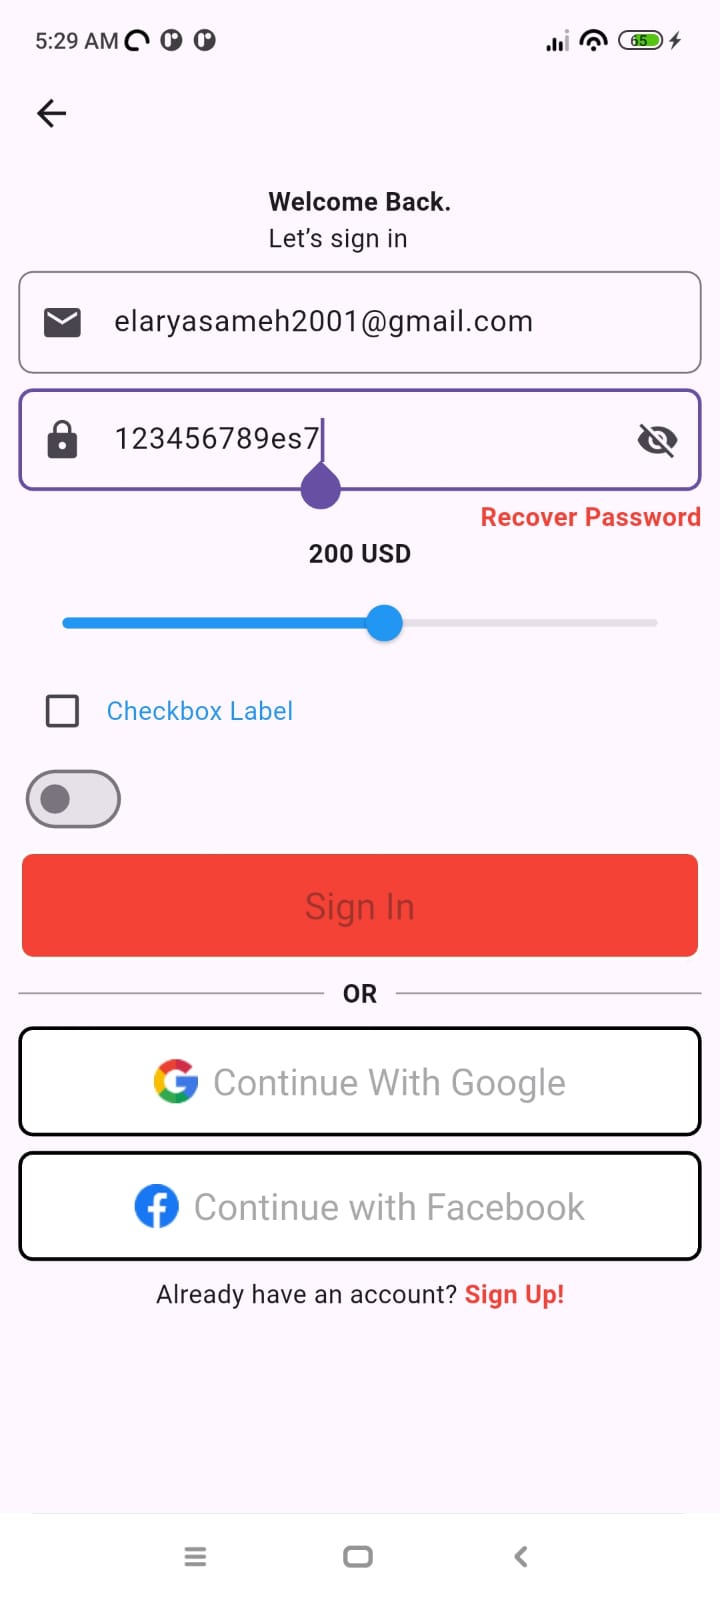 5:29 AM
65
Welcome Back.
Let’s sign in
elaryasameh2001@gmail.com
123456789es7
Recover Password
200 USD
Checkbox Label
Sign In
OR
Continue With Google
Continue with Facebook
Already have an account? Sign Up!